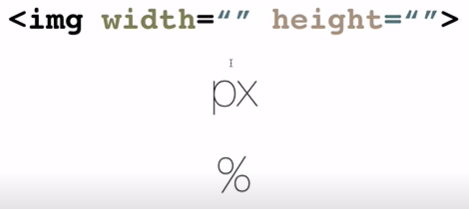 <img width=“” height=“”>
px
%